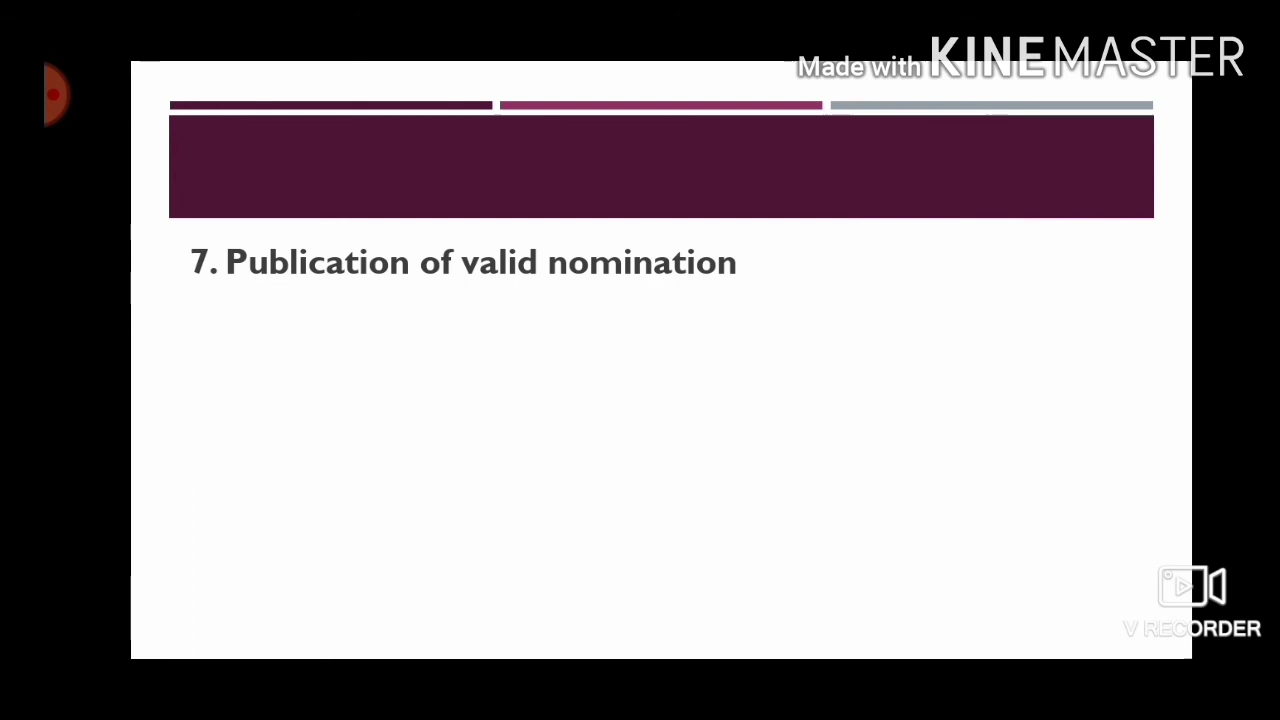 Made with KINEMASTER
7. Publication of valid nomination
V RECORDER